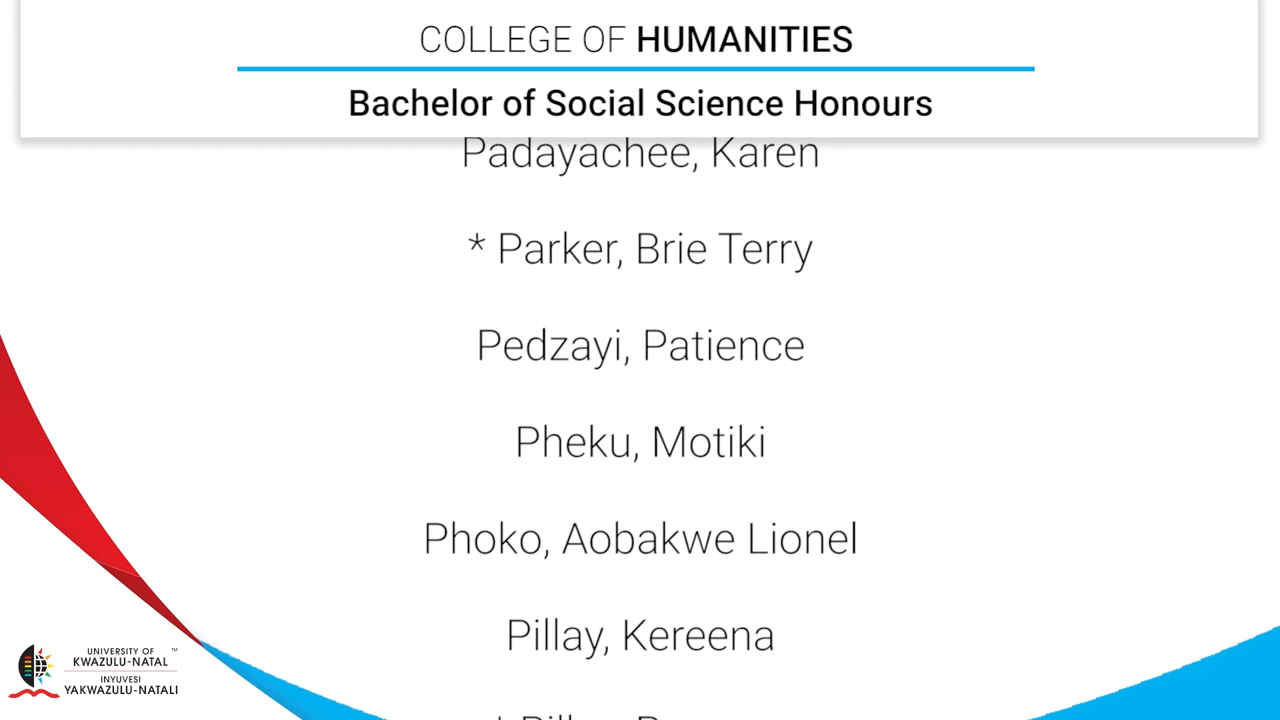 COLLEGE OF HUMANITIES
Bachelor of Social Science Honours
Padayachee, Karen
* Parker, Brie Terry
Pedzayi, Patience
Pheku, Motiki
Phoko, Aobakwe Lionel
Pillay, Kereena
UNIVERSITY OF ™
KWAZULU-NATAL
INYUVESI
YAKWAZULU-NATALI